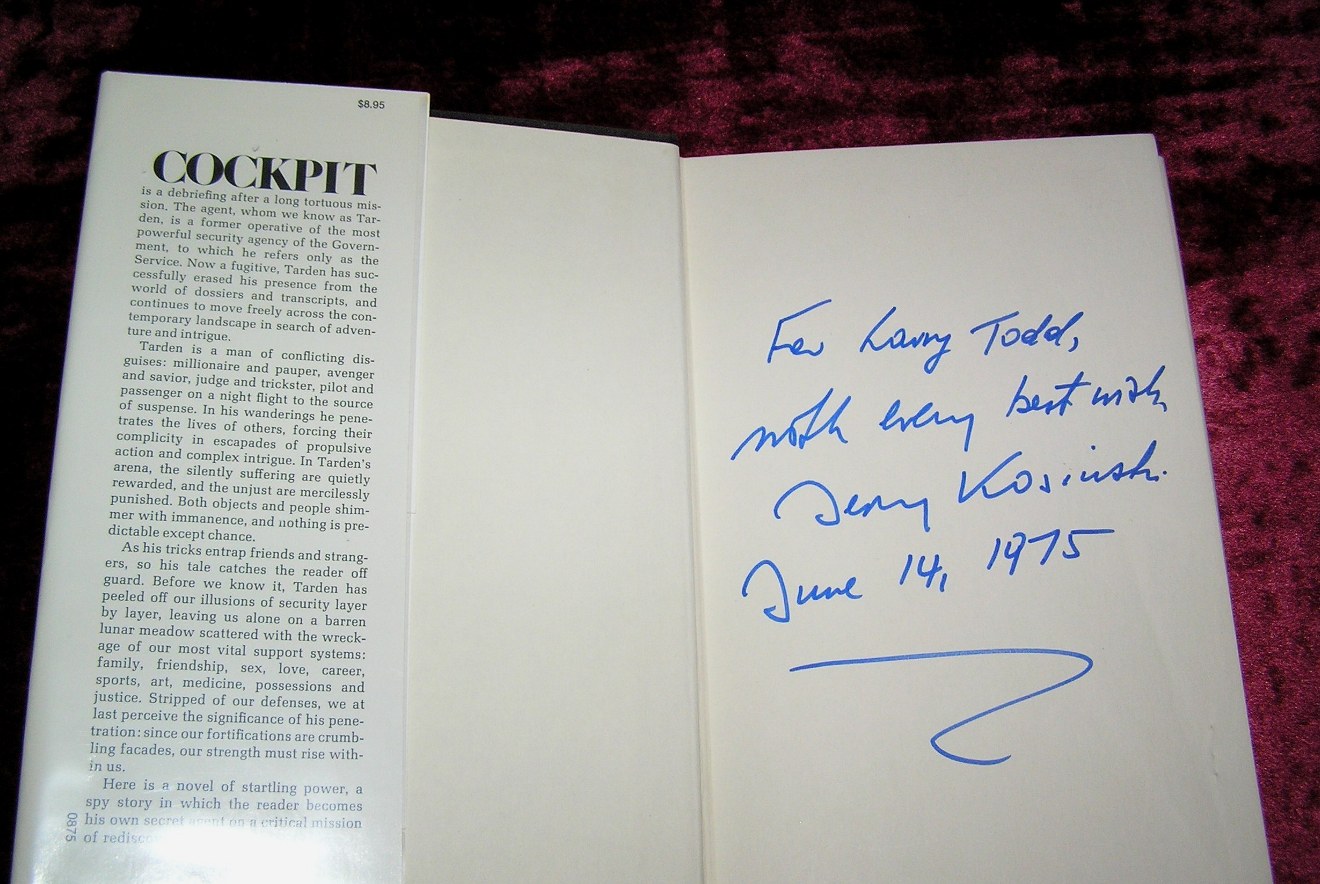 $8.95
COCKPIT
is a debriefing after a long tortuous mis-
sion. The agent, whom we know as Tar-
den, is a former operative of the most
powerful security agency of the Govern-
ment, to which he refers only as the
Service. Now a fugitive, Tarden has suc-
cessfully erased his presence from the
world of dossiers and transcripts, and
continues to move freely across the con-
temporary landscape in search of adven-
ture and intrigue.
Tarden is a man of conflicting dis-
guises: millionaire and pauper, avenger
and savior, judge and trickster, pilot and
passenger on a night flight to the source
of suspense. In his wanderings he pene-
trates the lives of others, forcing their
complicity in escapades of propulsive
action and complex intrigue. In Tarden's
arena, the silently suffering are quietly
rewarded, and the unjust are mercilessly
punished. Both objects and people shim-
mer with immanence, and nothing is pre-
dictable except chance.
As his tricks entrap friends and strang-
ers, so his tale catches the reader off
guard. Before we know it, Tarden has
peeled off our illusions of security layer
by layer, leaving us alone on a barren
lunar meadow scattered with the wreck-
age of our most vital support systems:
family, friendship, sex, love, career,
sports, art, medicine, possessions and
justice. Stripped of our defenses, we at
last perceive the significance of his pene-
tration: since our fortifications are crumb-
ling facades, our strength must rise with-
in us.
Here is a novel of startling power, a
spy story in which the reader becomes
his own secret agent on a critical mission
of
0875
For Larry Todd,
with every best wish
Jerzy Kosinski.
June 14, 1975